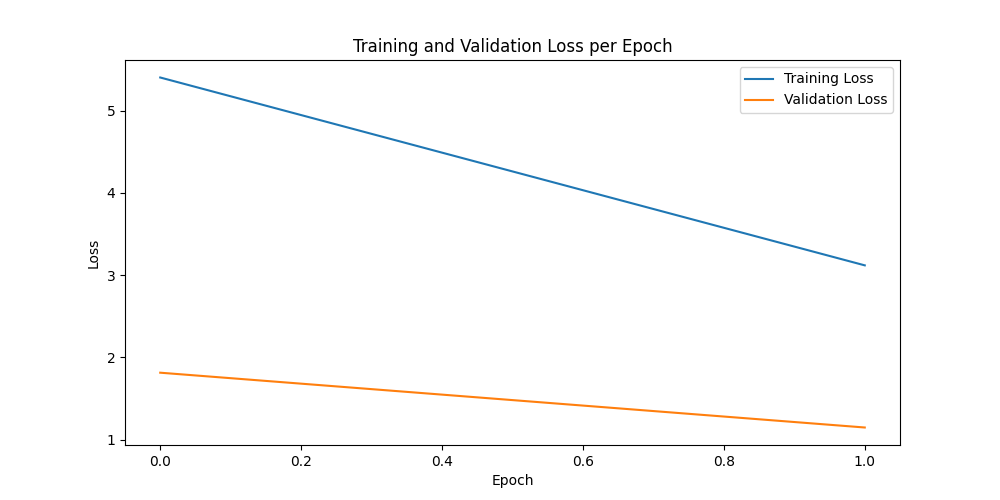 Training and Validation Loss per Epoch
Training Loss
Validation Loss
5
4
3
2
1
Loss
0.0 0.2 0.4 0.6 0.8 1.0
Epoch